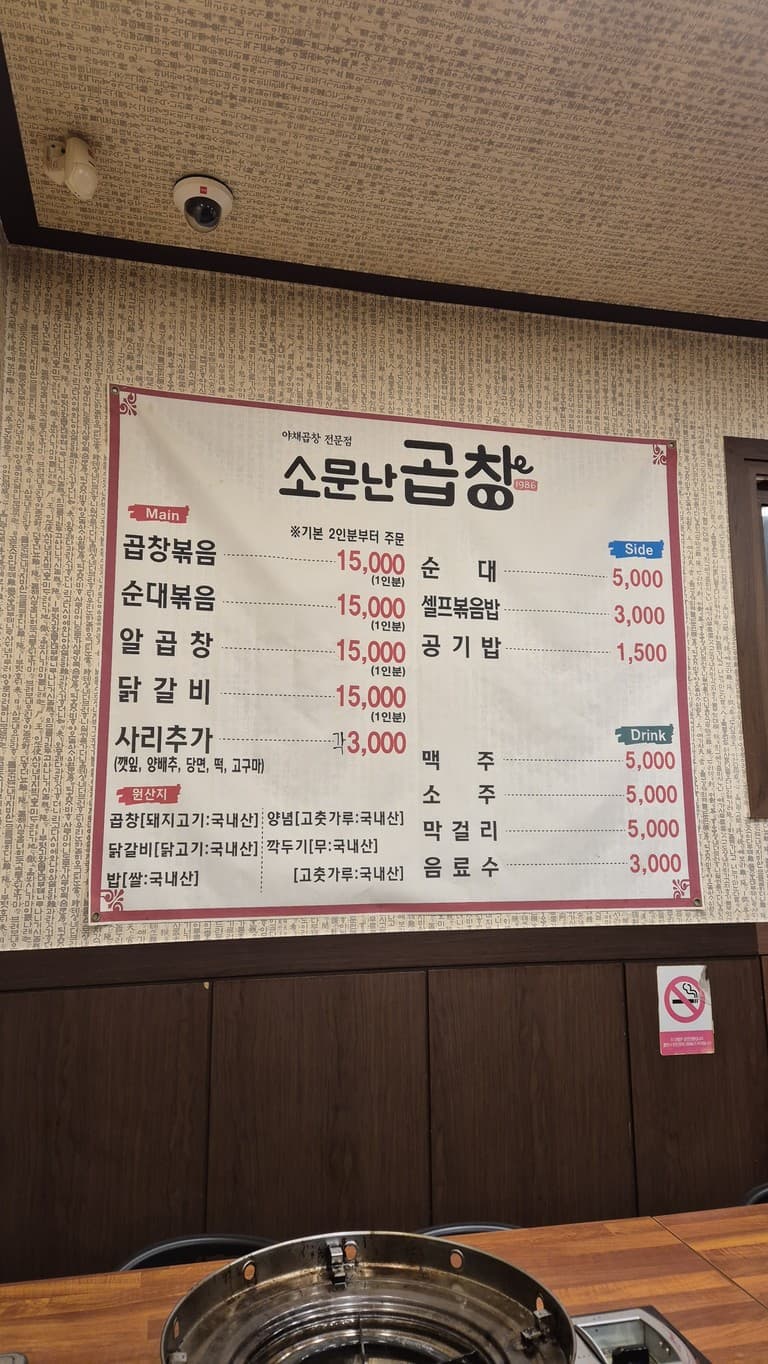 야채곱창 전문점
소문난곱창e
1986
Main
※기본 2인분부터 주문
곱창볶음 15,000
(1인분)
순대볶음 15,000
(1인분)
알곱창 15,000
(1인분)
닭갈비 15,000
(1인분)
사리추가 각3,000
(깻잎, 양배추, 당면, 떡, 고구마)
원산지
곱창[돼지고기:국내산] 양념[고춧가루:국내산]
닭갈비[닭고기:국내산] 깍두기[무:국내산]
밥[쌀:국내산] [고춧가루:국내산]
Side
순대 5,000
셀프볶음밥 3,000
공기밥 1,500
Drink
맥주 5,000
소주 5,000
막걸리 5,000
음료수 3,000